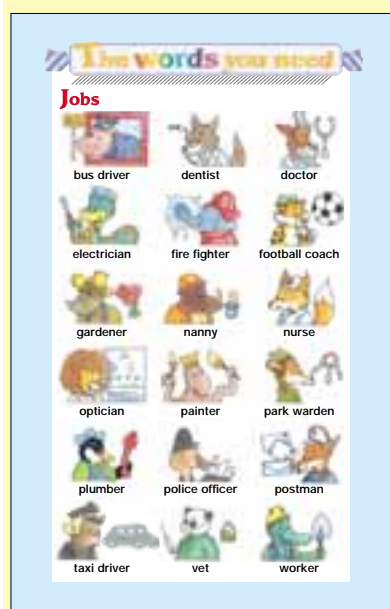 The words you need
Jobs
bus driver dentist doctor
electrician fire fighter football coach
gardener nanny nurse
optician painter park warden
plumber police officer postman
taxi driver vet worker